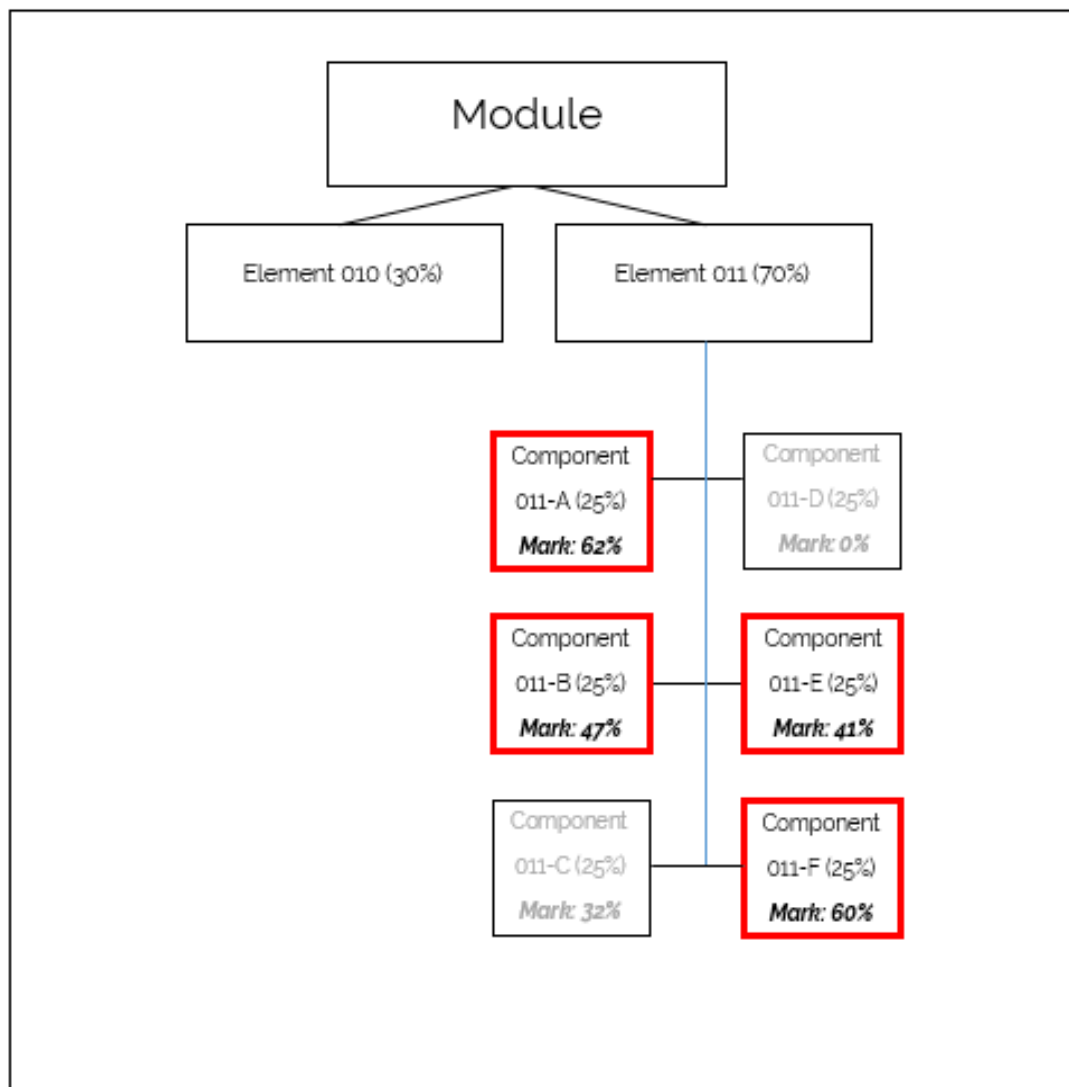 Module
Element 010 (30%)
Element 011 (70%)
Component
011-A (25%)
Mark: 62%
Component
011-D (25%)
Mark: 0%
Component
011-B (25%)
Mark: 47%
Component
011-E (25%)
Mark: 41%
Component
011-C (25%)
Mark: 32%
Component
011-F (25%)
Mark: 60%